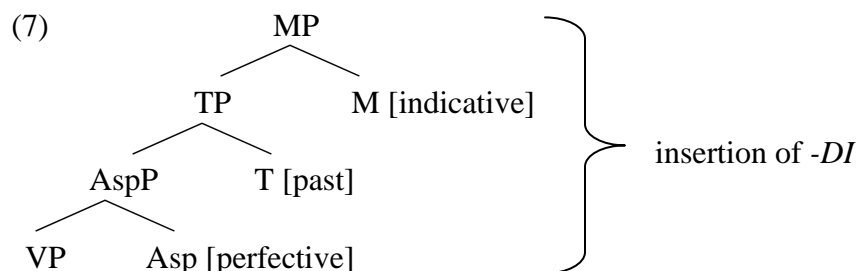 (7) MP
TP M [indicative]
insertion of -DI
AspP T [past]
VP Asp [perfective]